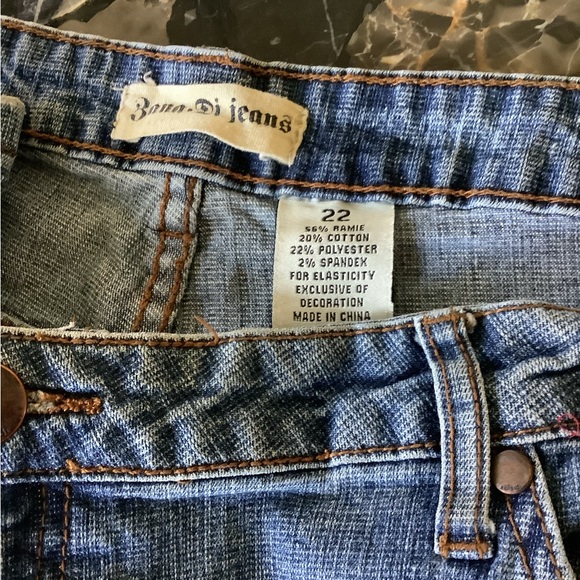 Zana-Di jeans
22
56% RAMIE
20% COTTON
22% POLYESTER
2% SPANDEX
FOR ELASTICITY
EXCLUSIVE OF
DECORATION
MADE IN CHINA